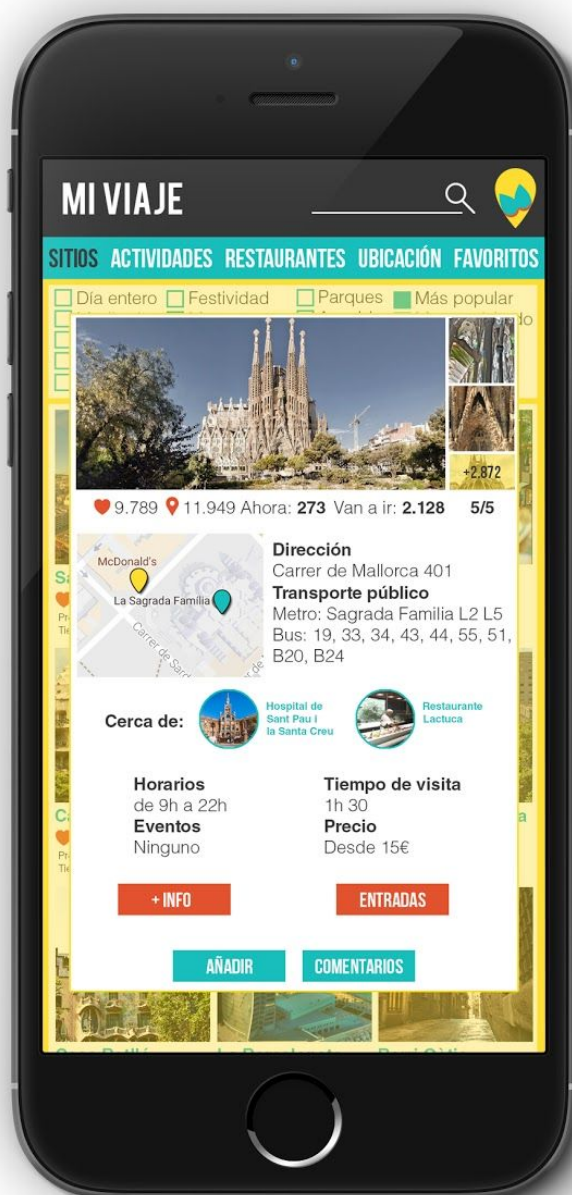 MI VIAJE
SITIOS ACTIVIDADES RESTAURANTES UBICACIÓN FAVORITOS
Día entero Festividad Parques Más popular
+2.872
9.789 11.949 Ahora: 273 Van a ir: 2.128 5/5
McDonald's
La Sagrada Família
Dirección
Carrer de Mallorca 401
Transporte público
Metro: Sagrada Familia L2 L5
Bus: 19, 33, 34, 43, 44, 55, 51,
B20, B24
Cerca de:
Hospital de
Sant Pau i
la Santa Creu
Restaurante
Lactuca
Horarios
de 9h a 22h
Eventos
Ninguno
Tiempo de visita
1h 30
Precio
Desde 15€
+ INFO
ENTRADAS
AÑADIR
COMENTARIOS